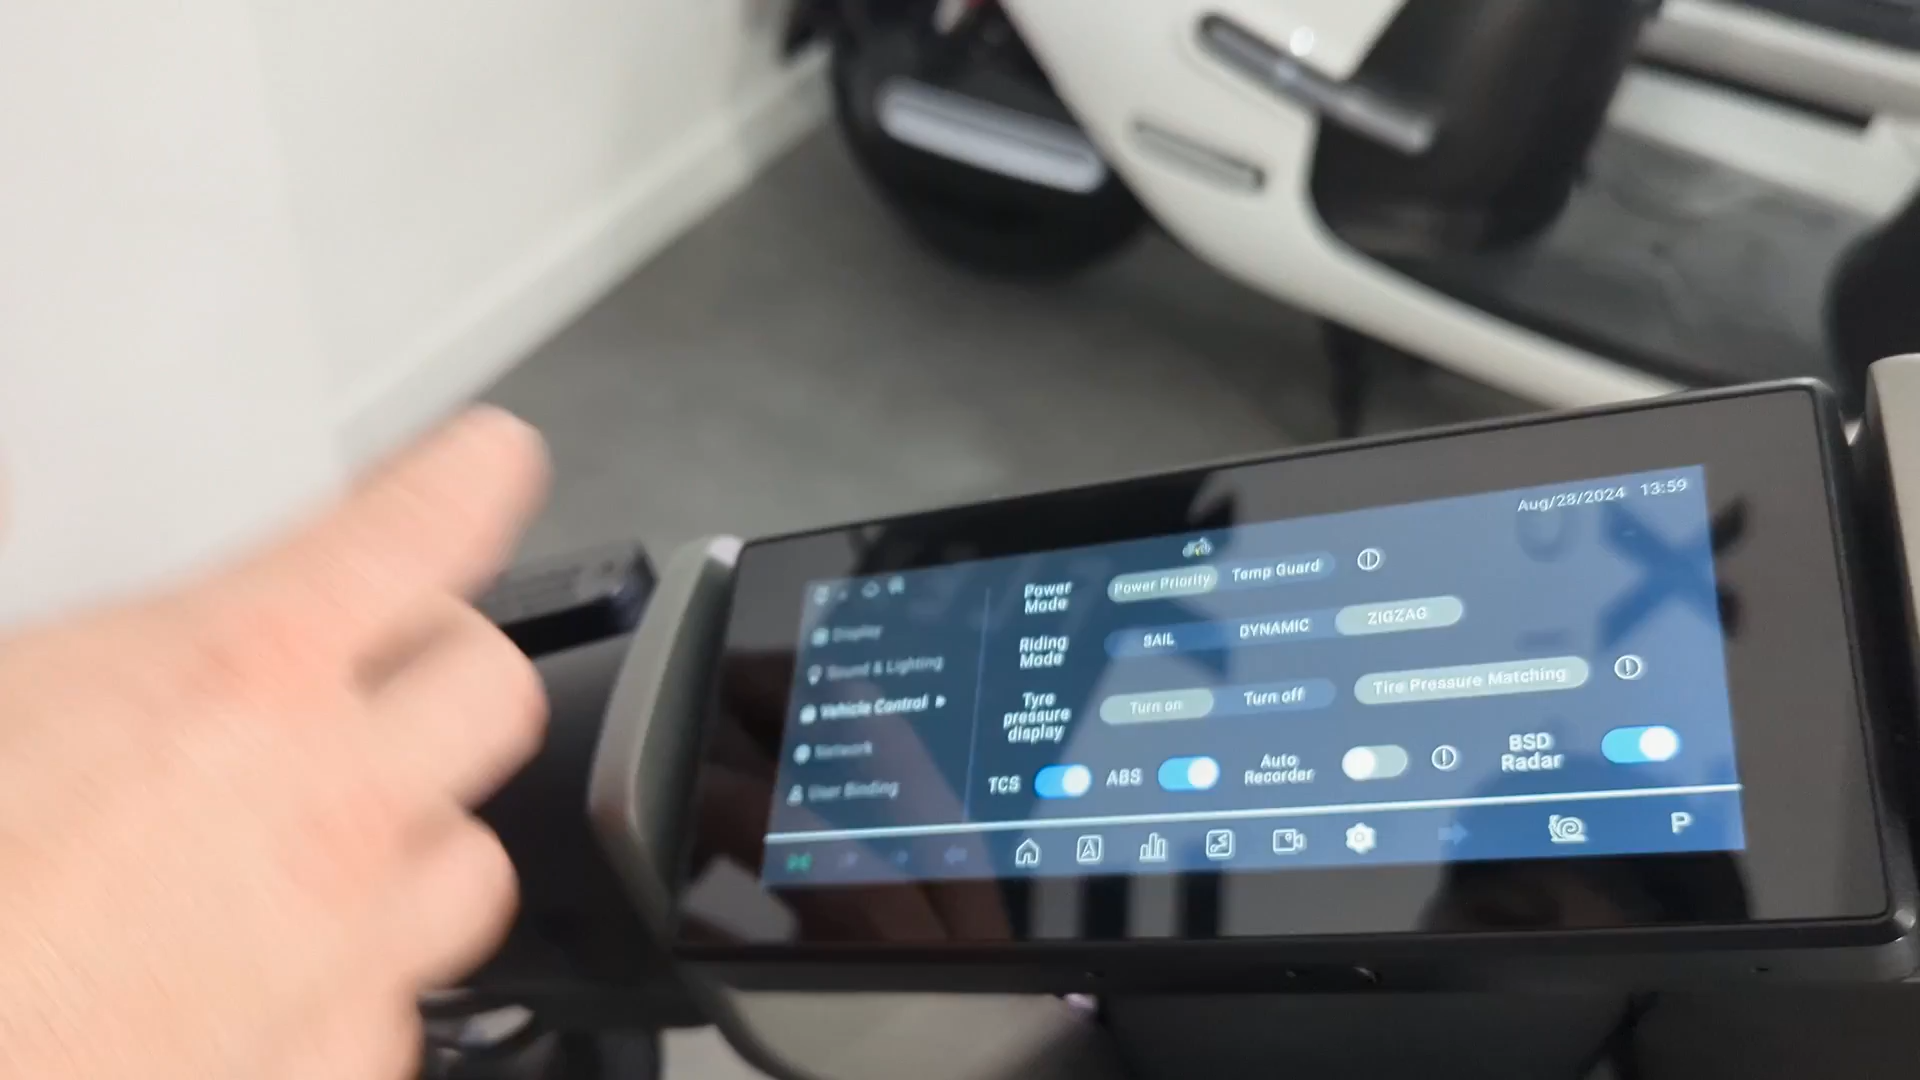 Aug/28/2024 13:59
Display
Sound & Lighting
Vehicle Control
Network
User Binding
Power
Mode
Power Priority
Temp Guard
Riding
Mode
SAIL
DYNAMIC
ZIGZAG
Tyre
pressure
display
Turn on
Turn off
Tire Pressure Matching
TCS
ABS
Auto
Recorder
BSD
Radar
P